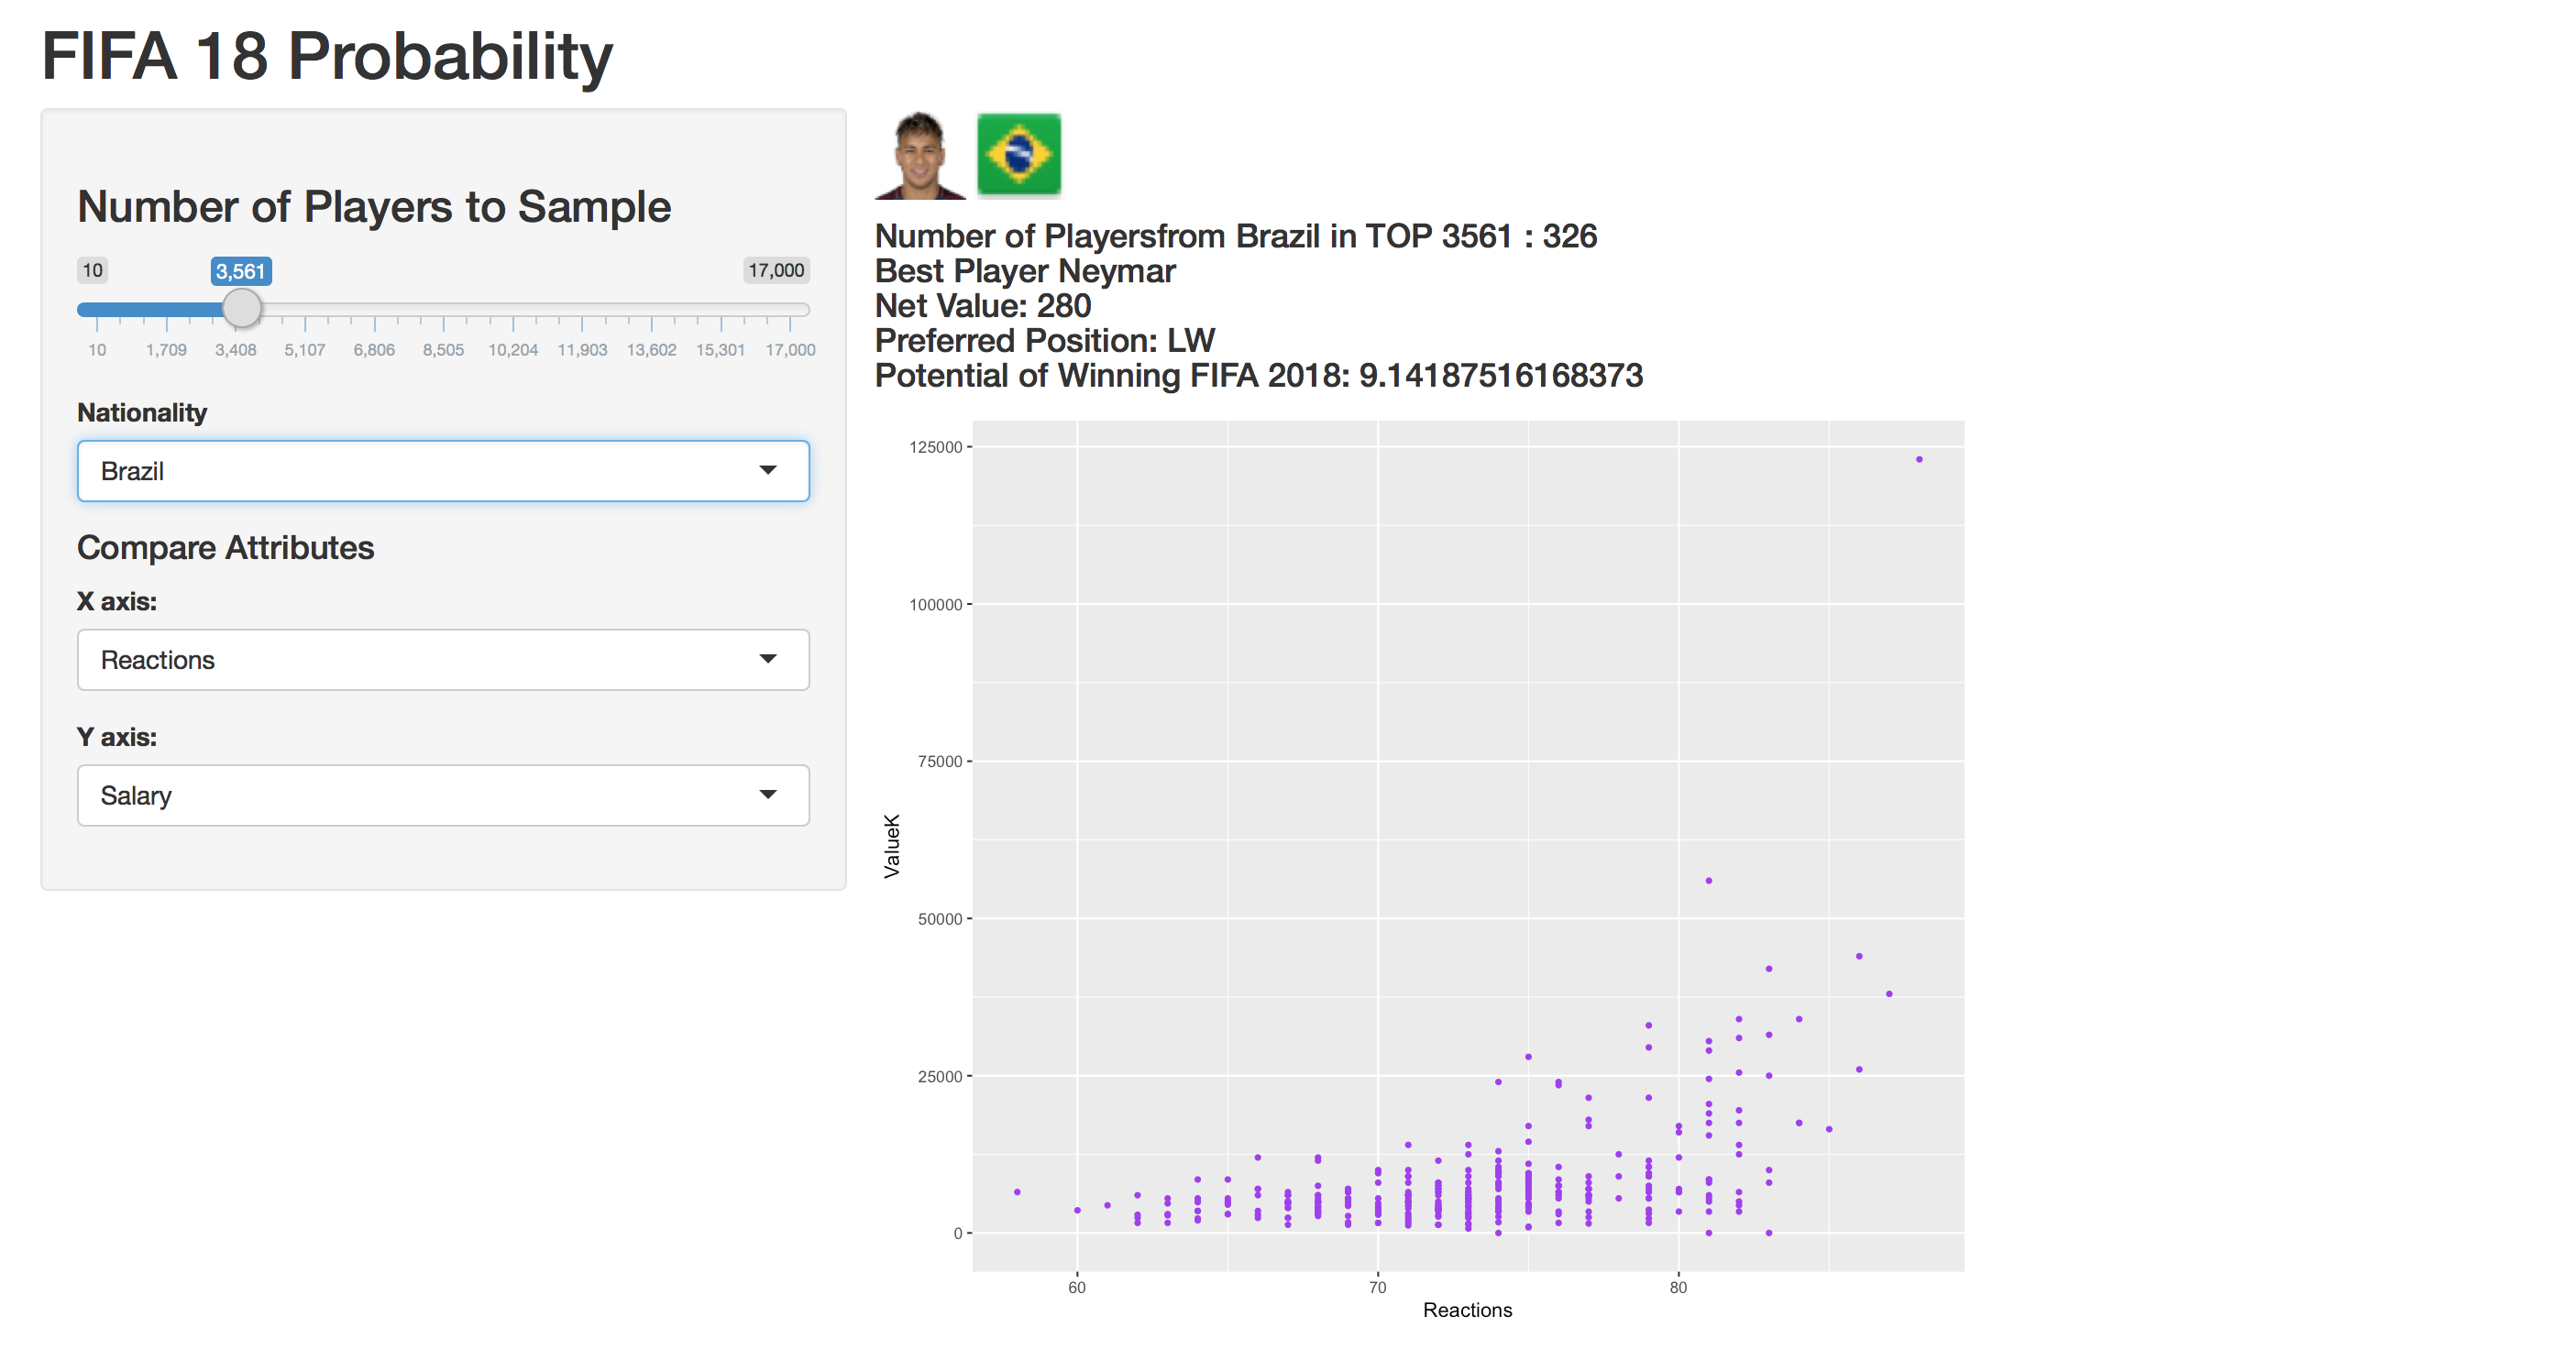 FIFA 18 Probability
Number of Players to Sample
10
3,561
17,000
10 1,709 3,408 5,107 6,806 8,505 10,204 11,903 13,602 15,301 17,000
Nationality
Brazil
Compare Attributes
X axis:
Reactions
Y axis:
Salary
Number of Playersfrom Brazil in TOP 3561 : 326
Best Player Neymar
Net Value: 280
Preferred Position: LW
Potential of Winning FIFA 2018: 9.14187516168373
125000
100000
75000
50000
25000
0
ValueK
60 70 80
Reactions